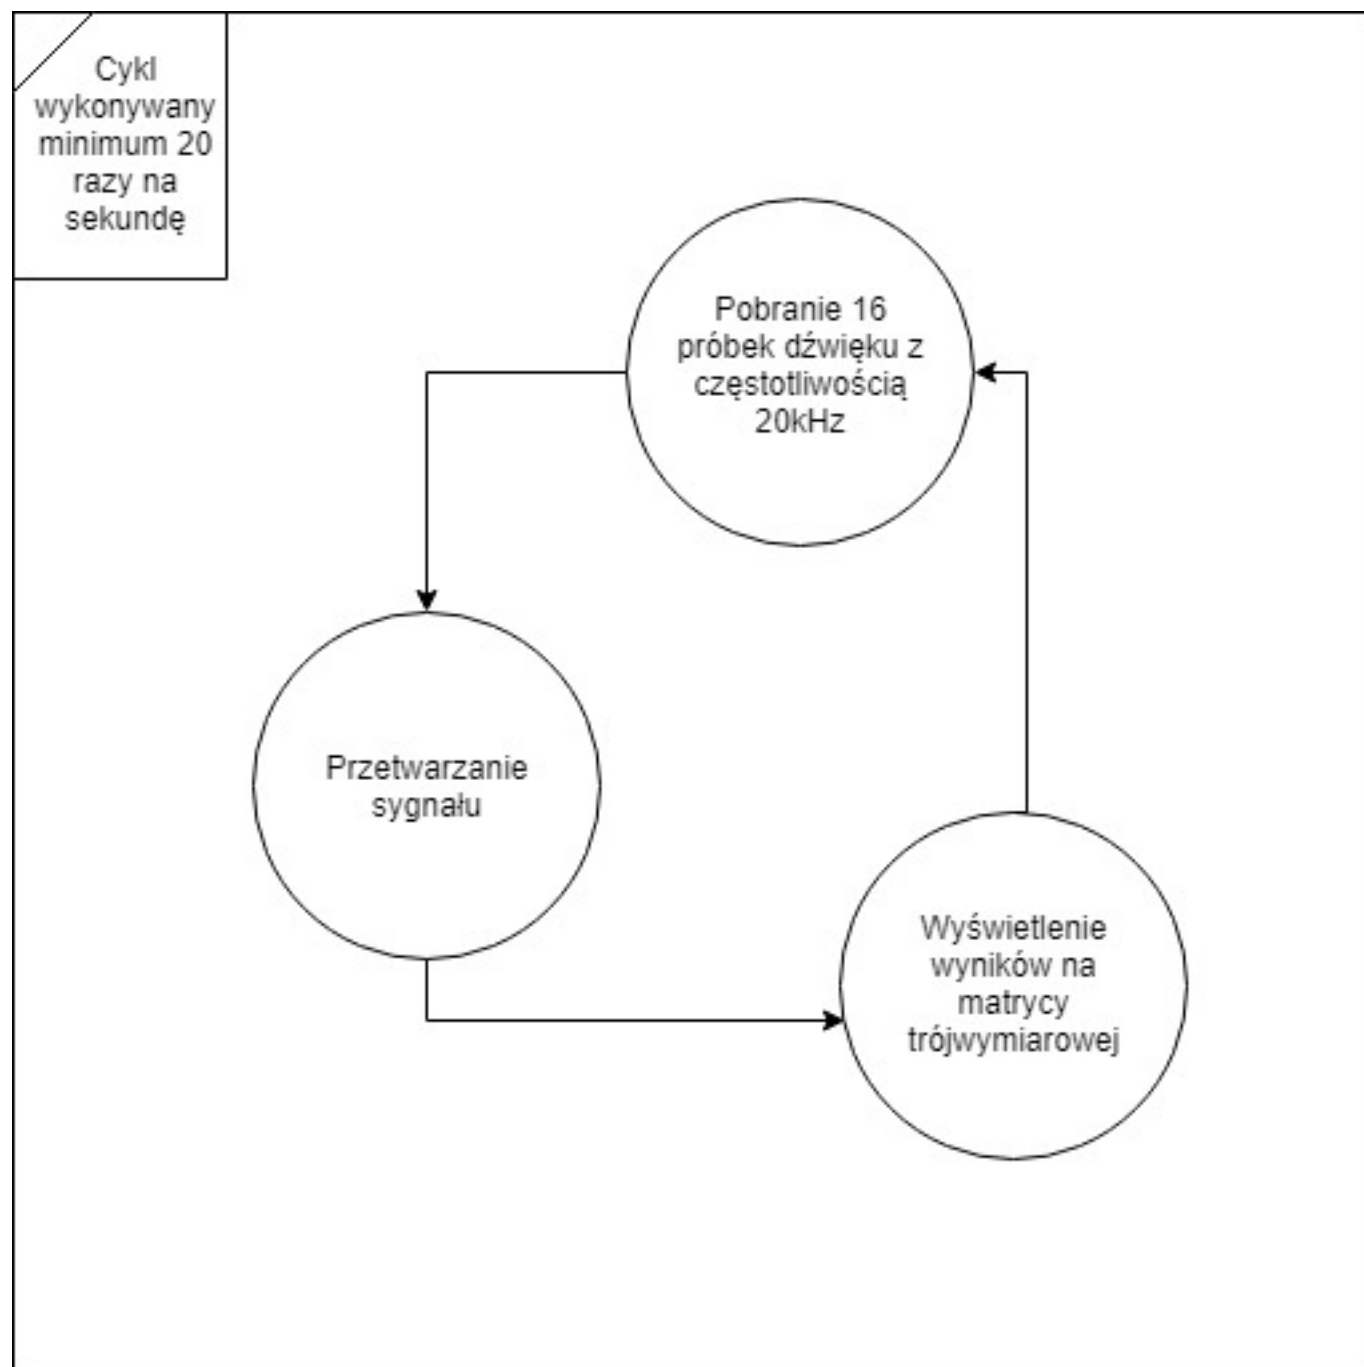 Cykl
wykonywany
minimum 20
razy na
sekundę
Pobranie 16
próbek dźwięku z
częstotliwością
20kHz
Przetwarzanie
sygnału
Wyświetlenie
wyników na
matrycy
trójwymiarowej